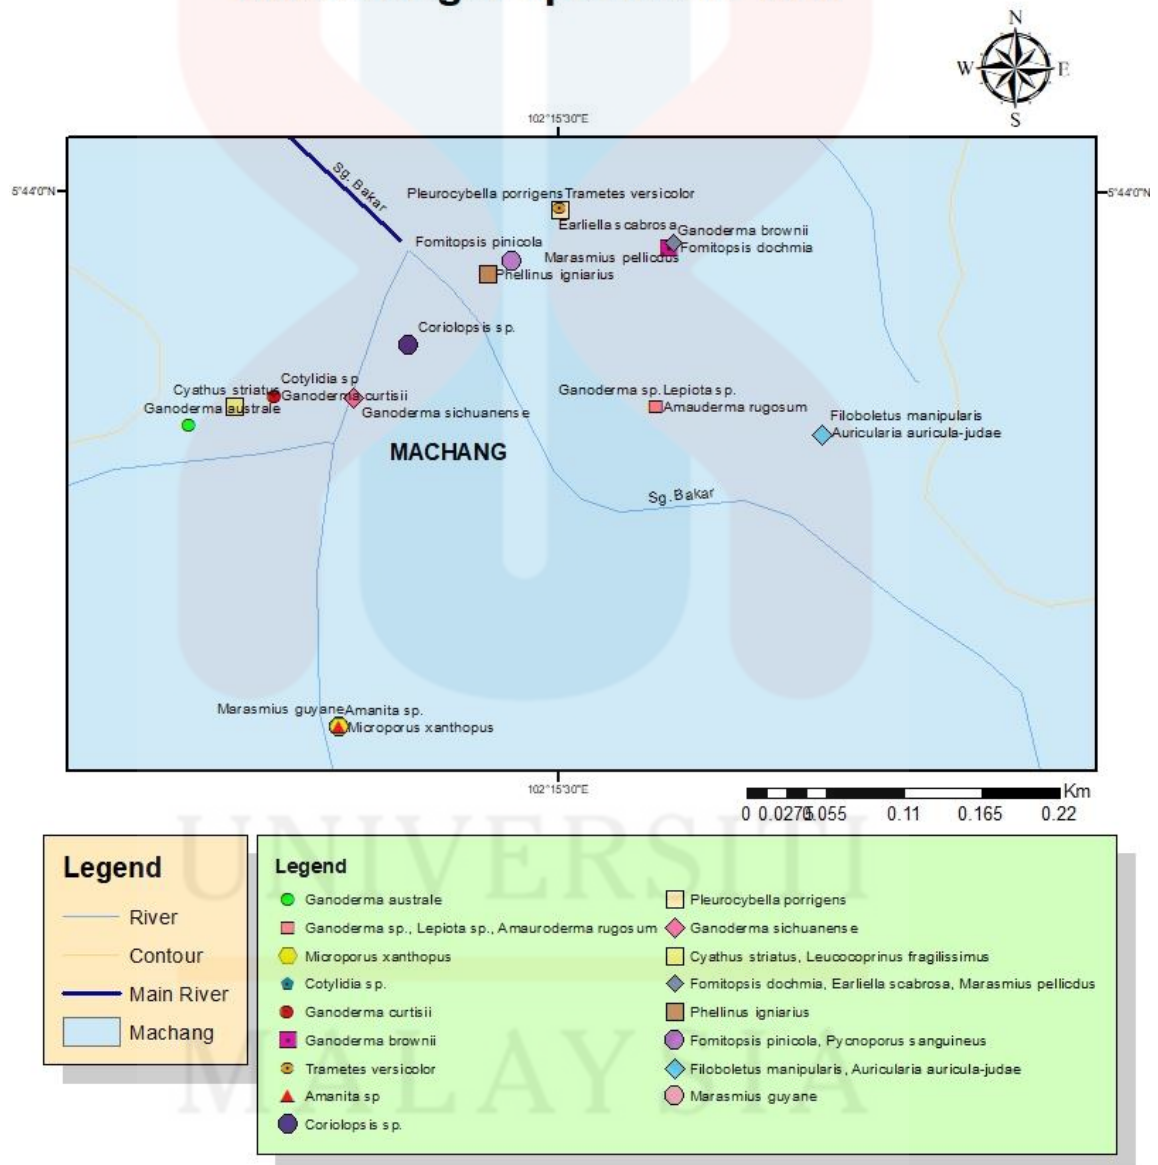 N
W E
S
102°15'30"E
5°44'0"N
5°44'0"N
Sg. Bakar
Pleurocybella porrigens Trametes versicolor
Earliella scabrosa
Ganoderma brownii
Fomitopsis pinicola
Marasmius pellicdus
Fomitopsis dochmia
Phellinus igniarius
Coriolopsis sp.
Cotylidia sp
Cyathus striatus
Ganoderma curtisii
Ganoderma australe
Ganoderma sichuanense
Ganoderma sp. Lepiota sp.
Amauderma rugosum
Filoboletus manipularis
Auricularia auricula-judae
MACHANG
Sg. Bakar
Marasmius guyane Amanita sp.
Microporus xanthopus
102°15'30"E
Km
0 0.0275 0.055 0.11 0.165 0.22
UNIVERSITI
MALAYSIA
Legend
River
Contour
Main River
Machang
Legend
Ganoderma australe
Ganoderma sp., Lepiota sp., Amauroderma rugosum
Microporus xanthopus
Cotylidia sp.
Ganoderma curtisii
Ganoderma brownii
Trametes versicolor
Amanita sp
Coriolopsis sp.
Pleurocybella porrigens
Ganoderma sichuanense
Cyathus striatus, Leucocoprinus fragilissimus
Fomitopsis dochmia, Earliella scabrosa, Marasmius pellicdus
Phellinus igniarius
Fomitopsis pinicola, Pycnoporus sanguineus
Filoboletus manipularis, Auricularia auricula-judae
Marasmius guyane